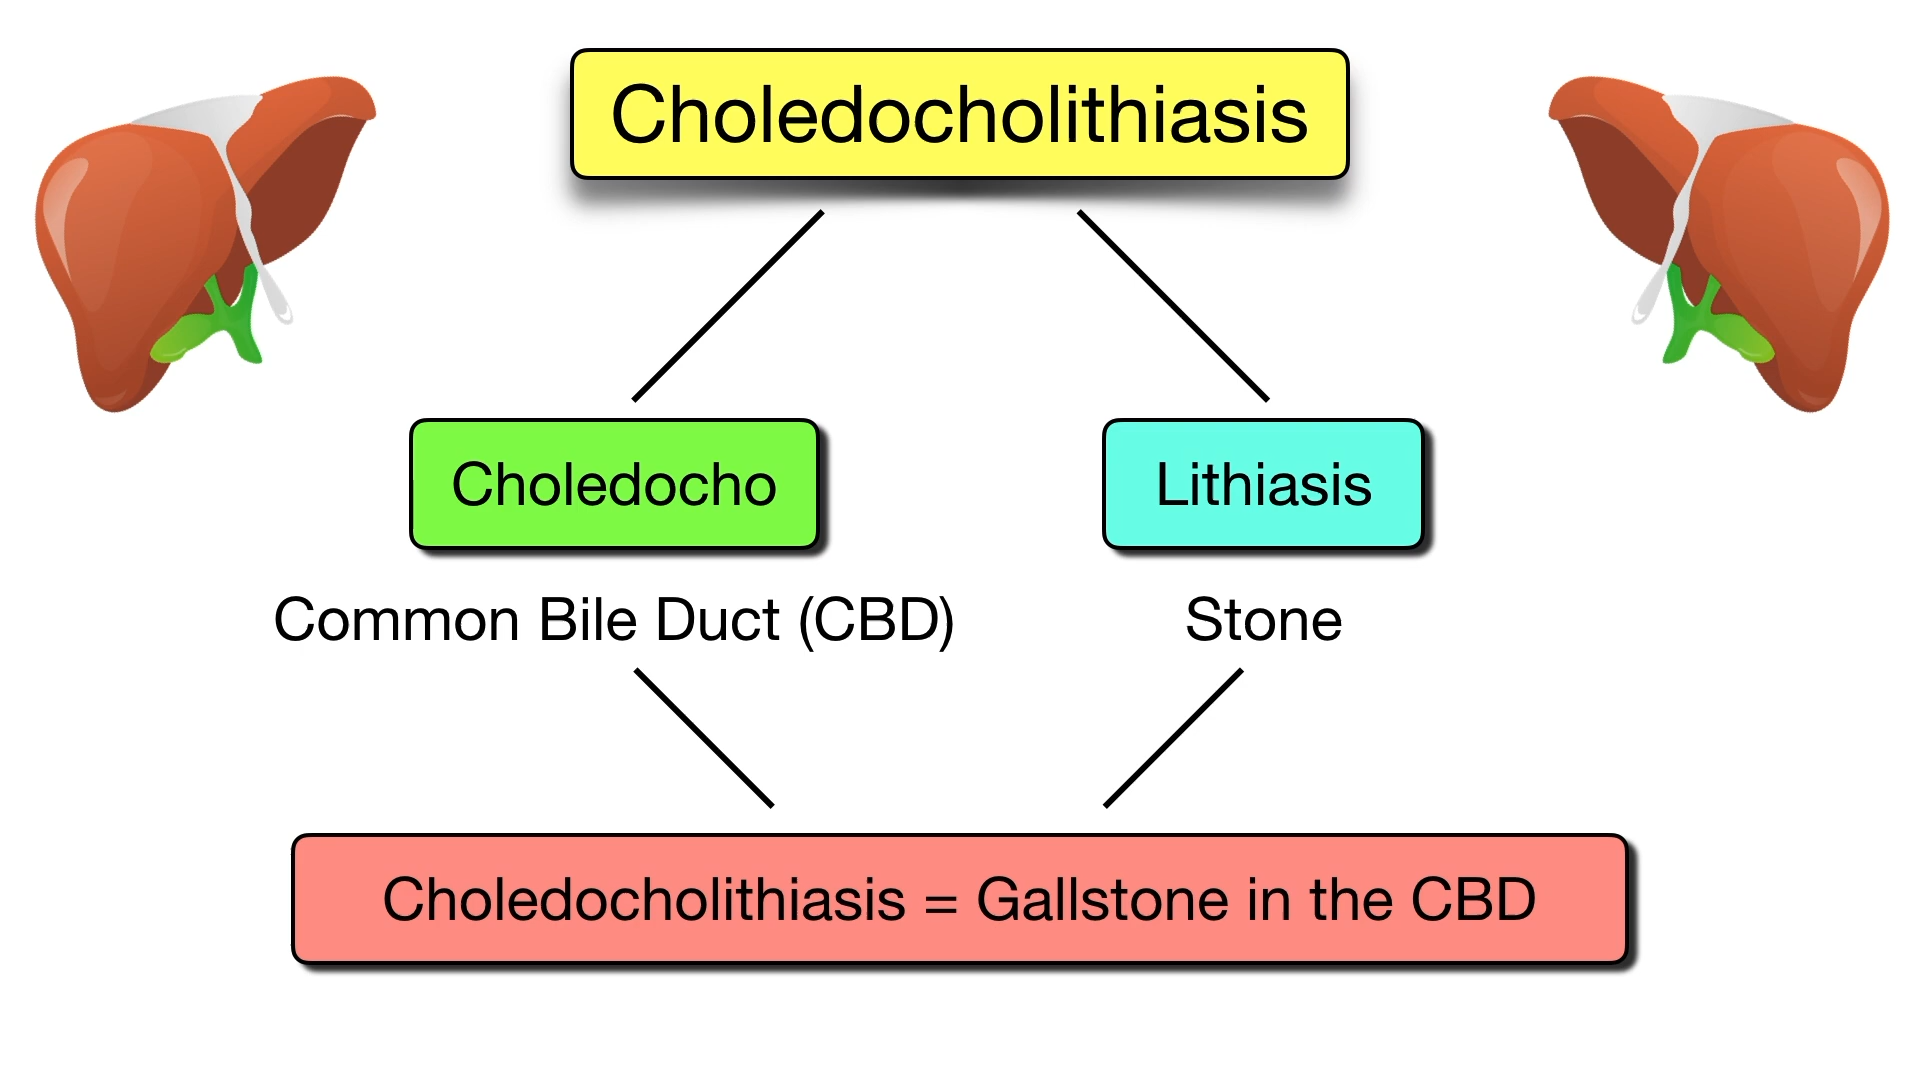 Choledocholithiasis
Choledocho
Lithiasis
Common Bile Duct (CBD)
Stone
Choledocholithiasis = Gallstone in the CBD